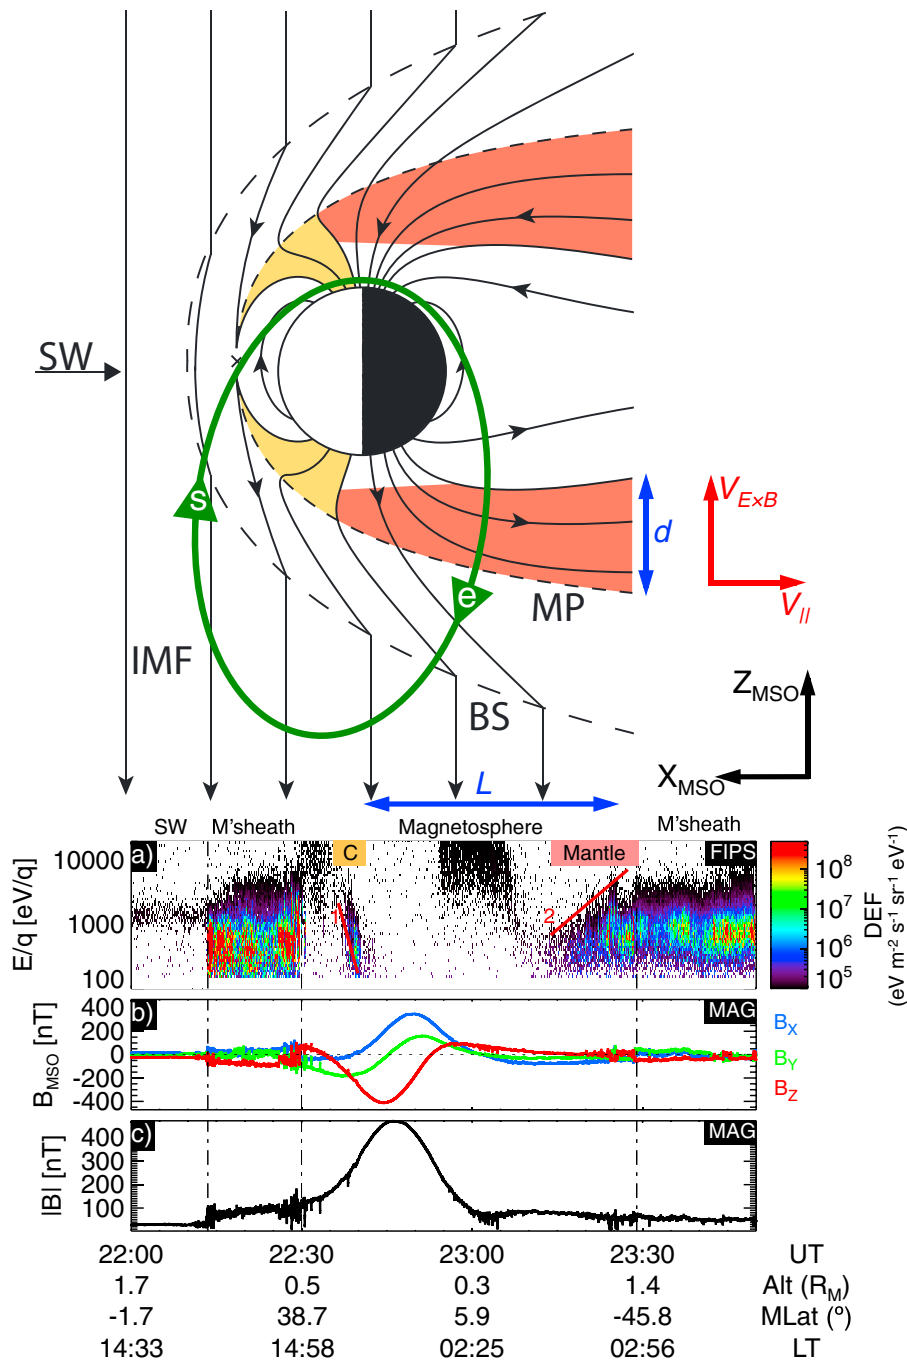 SW
s
V_E×B
d
e
V_//
MP
IMF
Z_MSO
BS
X_MSO
L
SW M'sheath Magnetosphere M'sheath
a) C Mantle FIPS
10000
1000
100
E/q [eV/q]
1
2
10^8
10^7
10^6
10^5
DEF
(eV m^-2 s^-1 sr^-1 eV^-1)
b) MAG
400
200
0
-200
-400
B_MSO [nT]
B_X
B_Y
B_Z
c) MAG
400
300
200
100
|B| [nT]
22:00 22:30 23:00 23:30 UT
1.7 0.5 0.3 1.4 Alt (R_M)
-1.7 38.7 5.9 -45.8 MLat (º)
14:33 14:58 02:25 02:56 LT